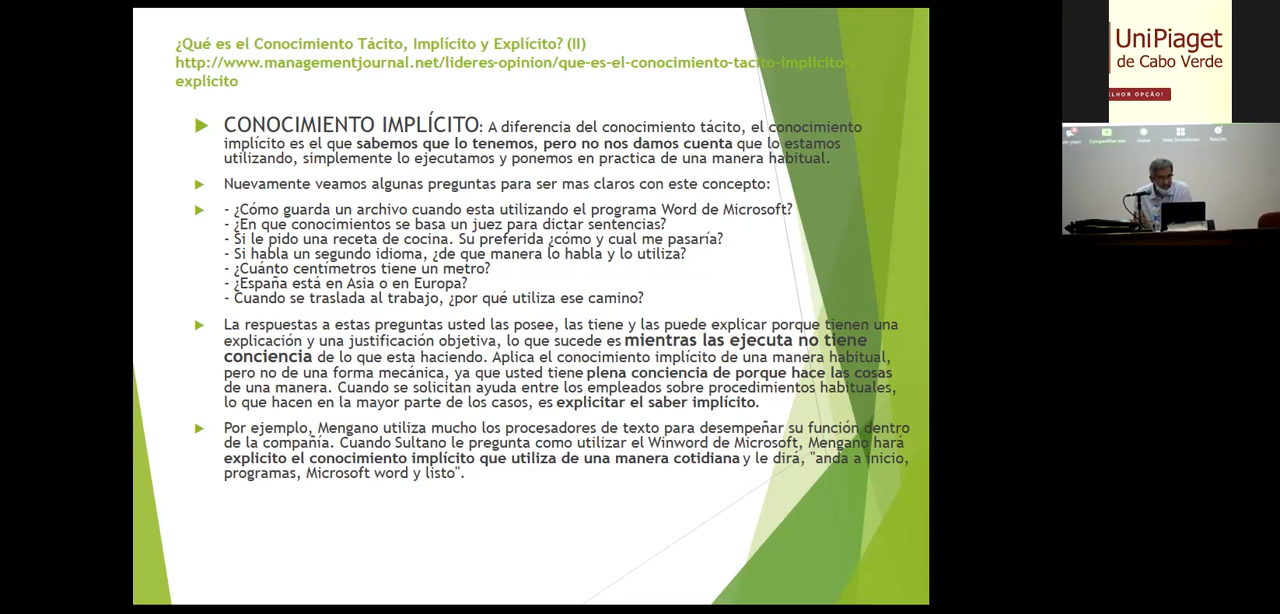 ¿Qué es el Conocimiento Tácito, Implícito y Explícito? (II)
http://www.managementjournal.net/lideres-opinion/que-es-el-conocimiento-tacito-implicito-y-
explicito
CONOCIMIENTO IMPLÍCITO: A diferencia del conocimiento tácito, el conocimiento
implícito es el que sabemos que lo tenemos, pero no nos damos cuenta que lo estamos
utilizando, simplemente lo ejecutamos y ponemos en practica de una manera habitual.
Nuevamente veamos algunas preguntas para ser mas claros con este concepto:
- ¿Cómo guarda un archivo cuando esta utilizando el programa Word de Microsoft?
- ¿En que conocimientos se basa un juez para dictar sentencias?
- Si le pido una receta de cocina. Su preferida ¿cómo y cual me pasaría?
- Si habla un segundo idioma, ¿de que manera lo habla y lo utiliza?
- ¿Cuánto centímetros tiene un metro?
- ¿España está en Asia o en Europa?
- Cuando se traslada al trabajo, ¿por qué utiliza ese camino?
La respuestas a estas preguntas usted las posee, las tiene y las puede explicar porque tienen una
explicación y una justificación objetiva, lo que sucede es mientras las ejecuta no tiene
conciencia de lo que esta haciendo. Aplica el conocimiento implícito de una manera habitual,
pero no de una forma mecánica, ya que usted tiene plena conciencia de porque hace las cosas
de una manera. Cuando se solicitan ayuda entre los empleados sobre procedimientos habituales,
lo que hacen en la mayor parte de los casos, es explicitar el saber implícito.
Por ejemplo, Mengano utiliza mucho los procesadores de texto para desempeñar su función dentro
de la compañía. Cuando Sultano le pregunta como utilizar el Winword de Microsoft, Mengano hará
explicito el conocimiento implícito que utiliza de una manera cotidiana y le dirá, "anda a inicio,
programas, Microsoft word y listo".
UniPiaget
de Cabo Verde
ELHOR OPÇÃO!